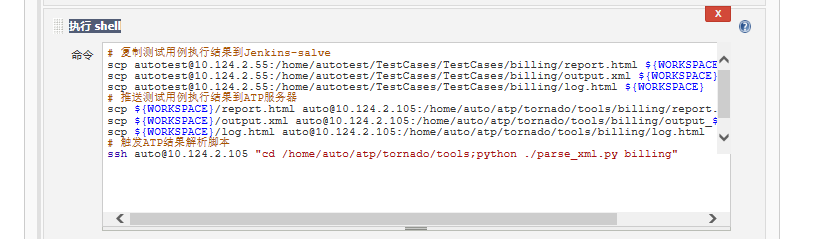 X
执行 shell
命令
# 复制测试用例执行结果到Jenkins-salve
scp autotest@10.124.2.55:/home/autotest/TestCases/TestCases/billing/report.html ${WORKSPACE
scp autotest@10.124.2.55:/home/autotest/TestCases/TestCases/billing/output.xml ${WORKSPACE}
scp autotest@10.124.2.55:/home/autotest/TestCases/TestCases/billing/log.html ${WORKSPACE}
# 推送测试用例执行结果到ATP服务器
scp ${WORKSPACE}/report.html auto@10.124.2.105:/home/auto/atp/tornado/tools/billing/report.
scp ${WORKSPACE}/output.xml auto@10.124.2.105:/home/auto/atp/tornado/tools/billing/output_$
scp ${WORKSPACE}/log.html auto@10.124.2.105:/home/auto/atp/tornado/tools/billing/log.html
# 触发ATP结果解析脚本
ssh auto@10.124.2.105 "cd /home/auto/atp/tornado/tools;python ./parse_xml.py billing"